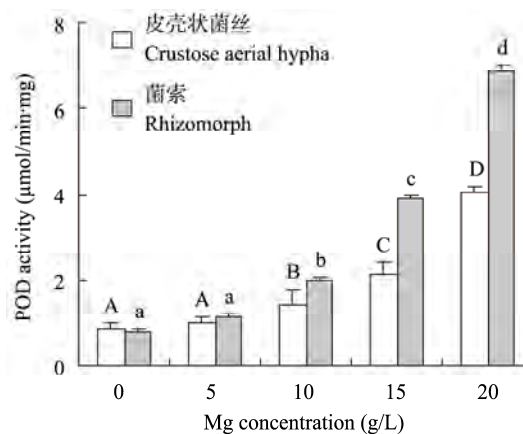 8
皮壳状菌丝
Crustose aerial hypha
d
菌索
Rhizomorph
6
POD activity (μmol/min·mg)
c
D
4
C
b
B
2
A
a
A
a
0
0 5 10 15 20
Mg concentration (g/L)